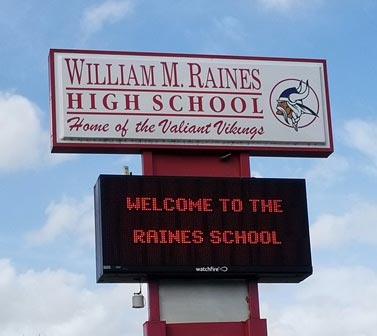 WILLIAM M. RAINES
HIGH SCHOOL
Home of the Valiant Vikings
WELCOME TO THE
RAINES SCHOOL
watchfire